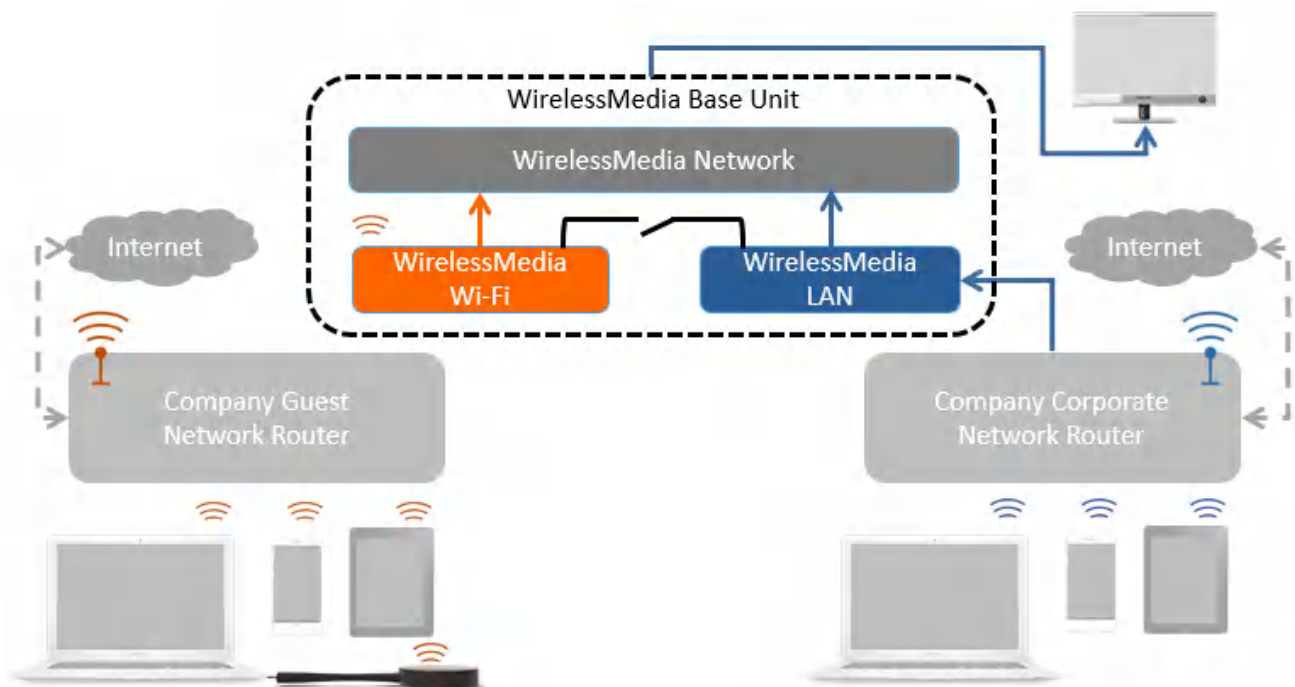 WirelessMedia Base Unit
WirelessMedia Network
Internet
WirelessMedia
Wi-Fi
WirelessMedia
LAN
Internet
Company Guest
Network Router
Company Corporate
Network Router